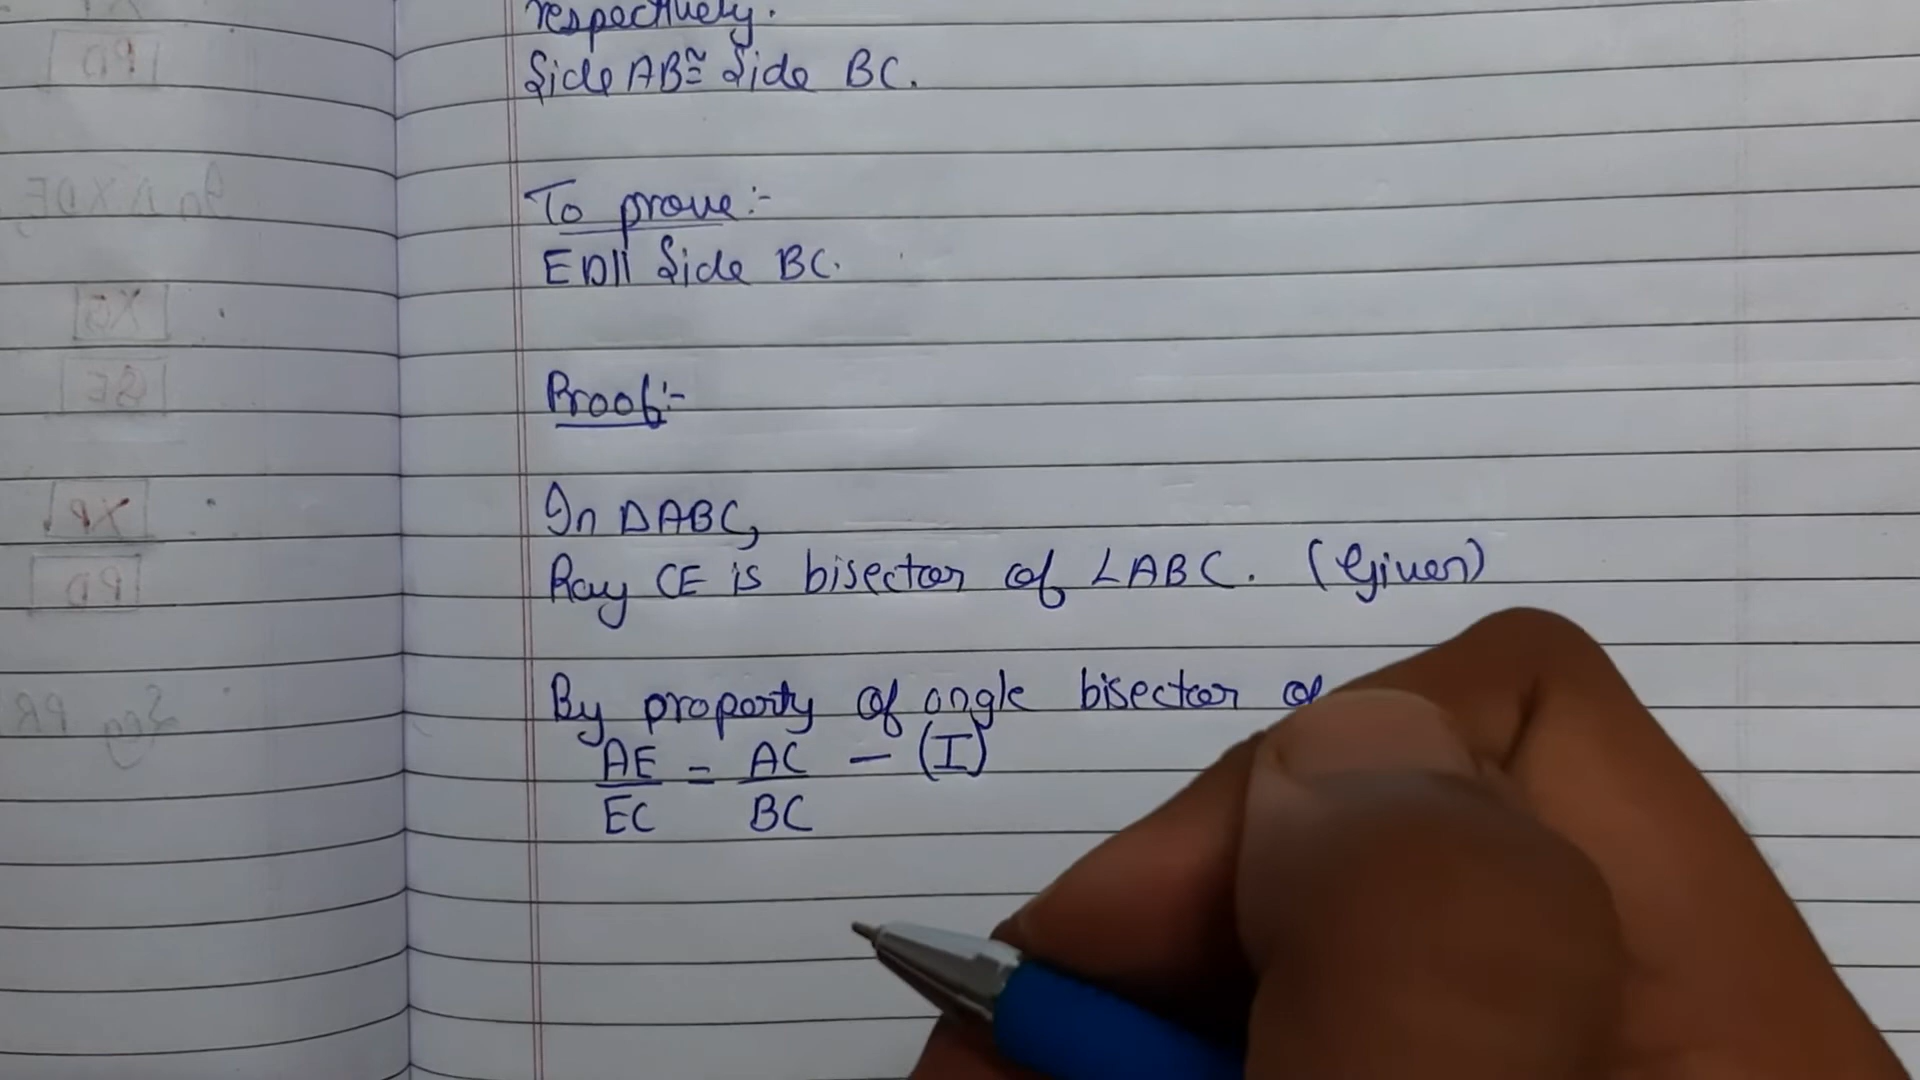 respectively.
Side AB ≅ Side BC.
To prove:-
ED || Side BC.
Proof:-
In ΔABC,
Ray CE is bisector of ∠ABC. (Given)
By property of angle bisector of
AE/EC = AC/BC — (I)